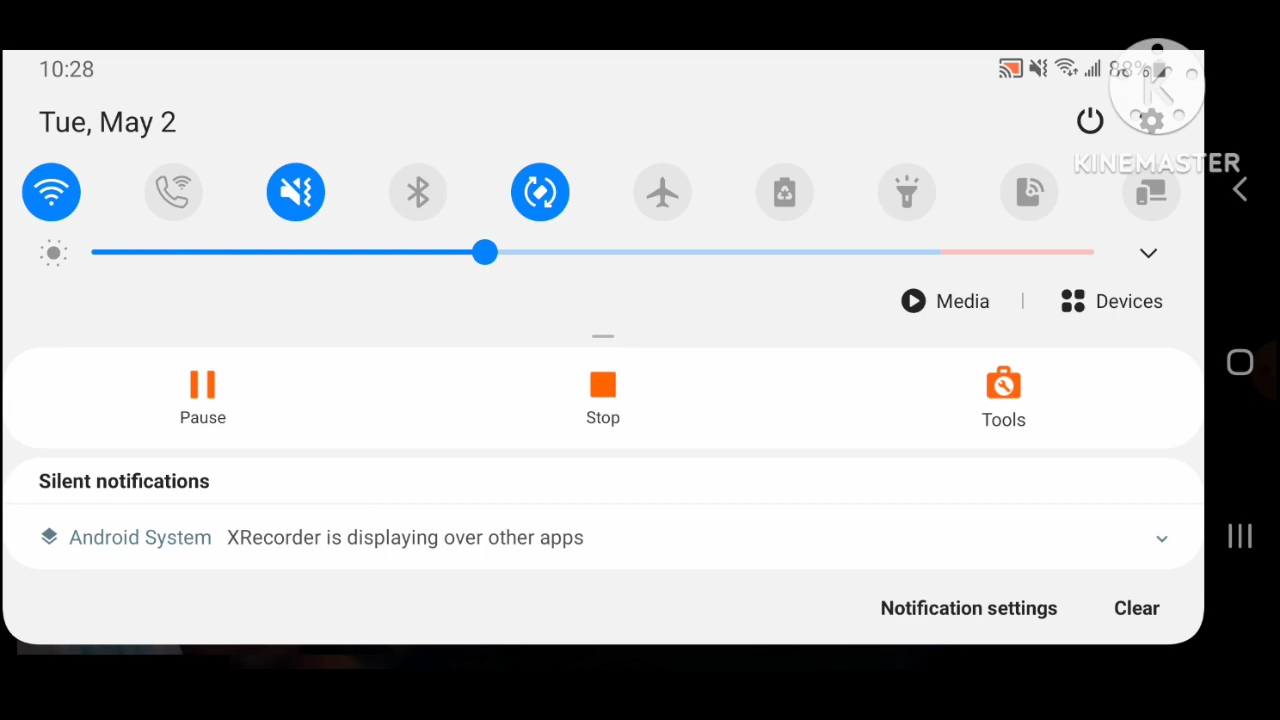 10:28
88%
Tue, May 2
K
KINEMASTER
Media | Devices
Pause
Stop
Tools
Silent notifications
Android System XRecorder is displaying over other apps
Notification settings
Clear